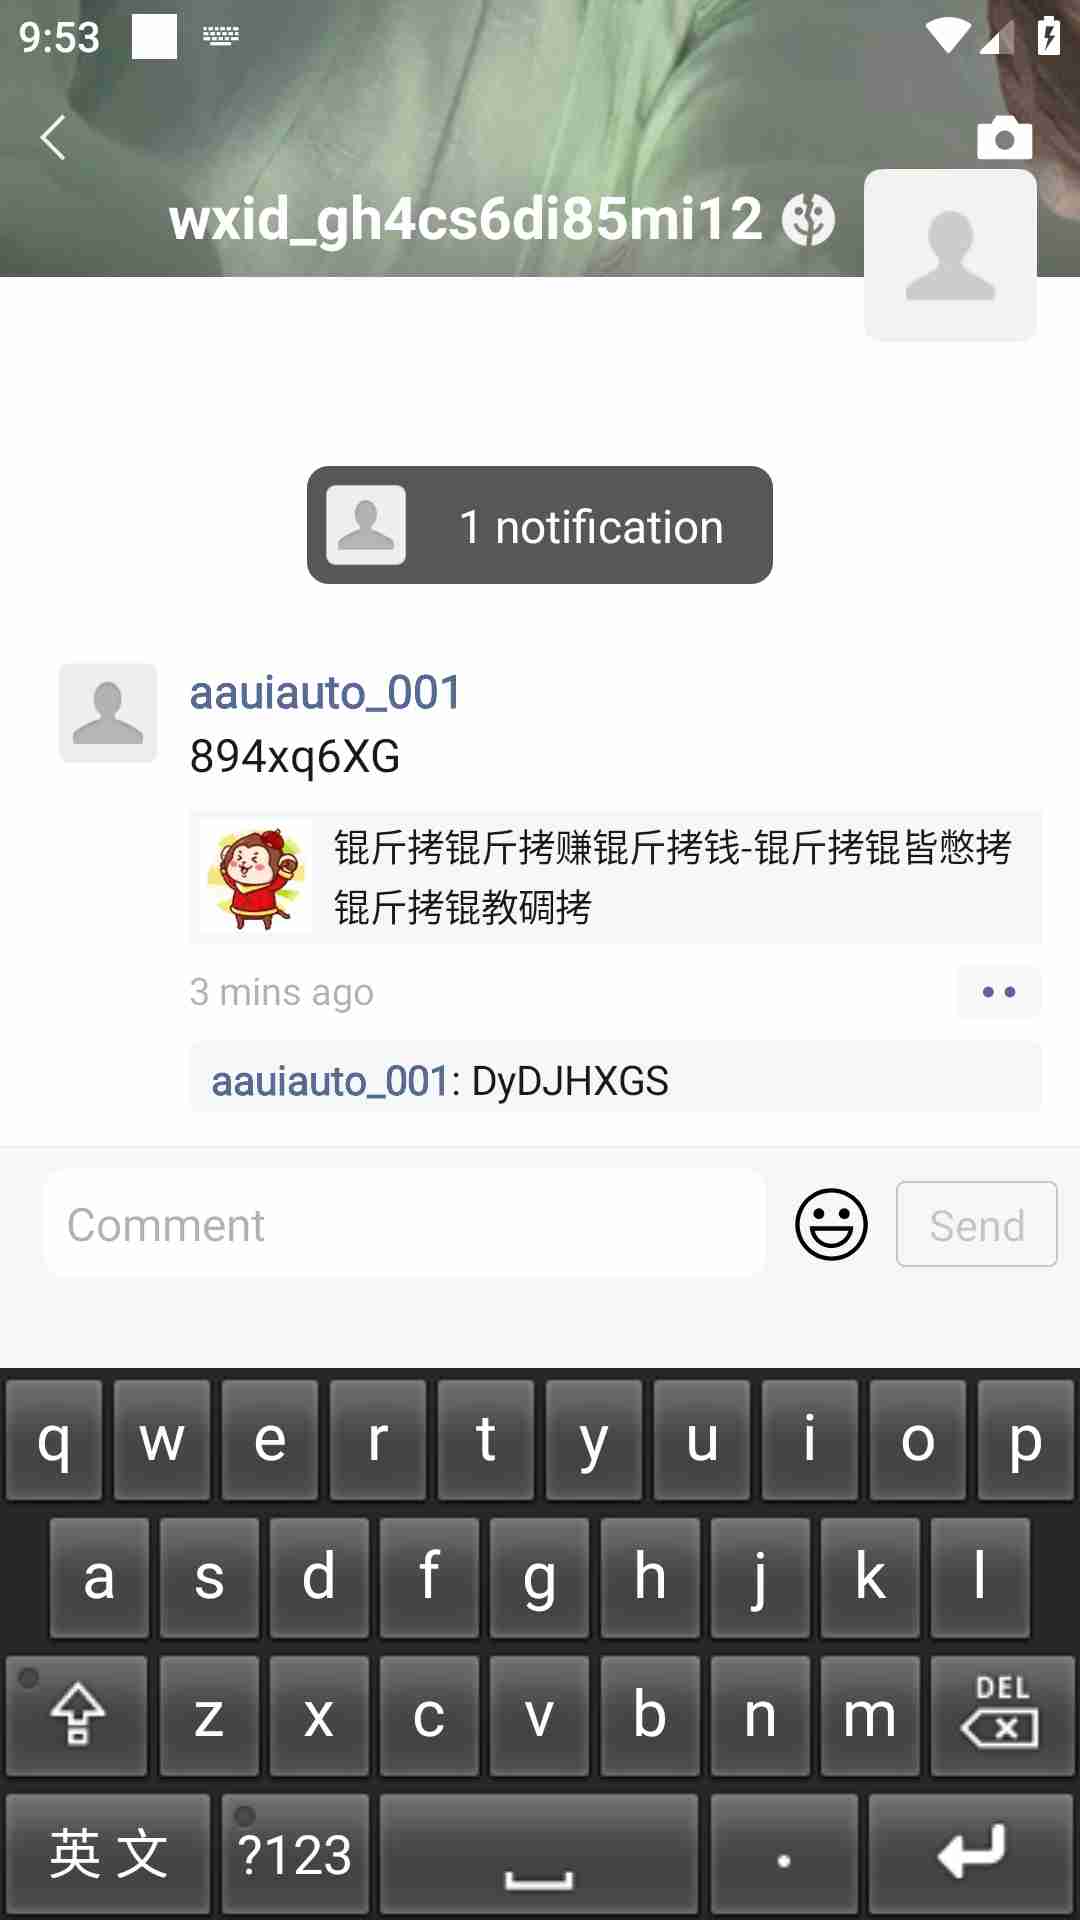 9:53
wxid_gh4cs6di85mi12
1 notification
aauiauto_001
894xq6XG
锟斤拷锟斤拷赚锟斤拷钱-锟斤拷锟皆憋拷
锟斤拷锟教碉拷
3 mins ago
aauiauto_001: DyDJHXGS
Comment
Send
q w e r t y u i o p
a s d f g h j k l
z x c v b n m DEL
英文 ?123 .